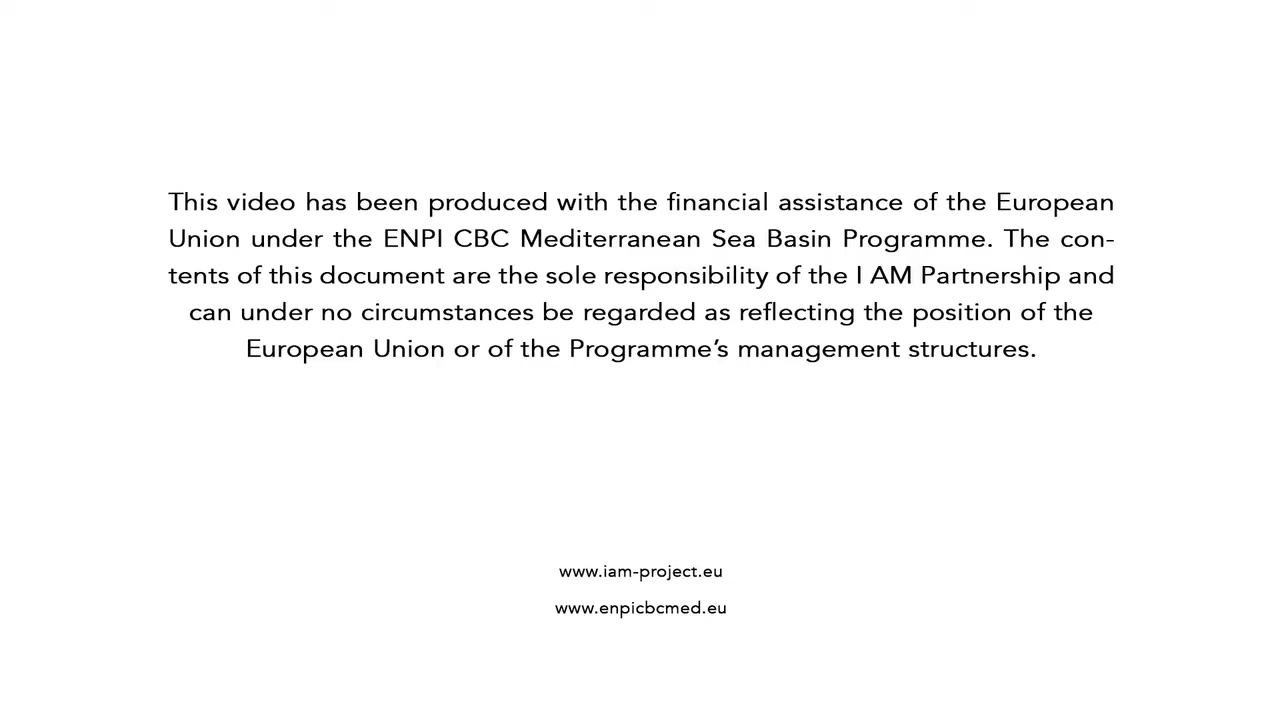 This video has been produced with the financial assistance of the European
Union under the ENPI CBC Mediterranean Sea Basin Programme. The con-
tents of this document are the sole responsibility of the I AM Partnership and
can under no circumstances be regarded as reflecting the position of the
European Union or of the Programme’s management structures.
www.iam-project.eu
www.enpicbcmed.eu